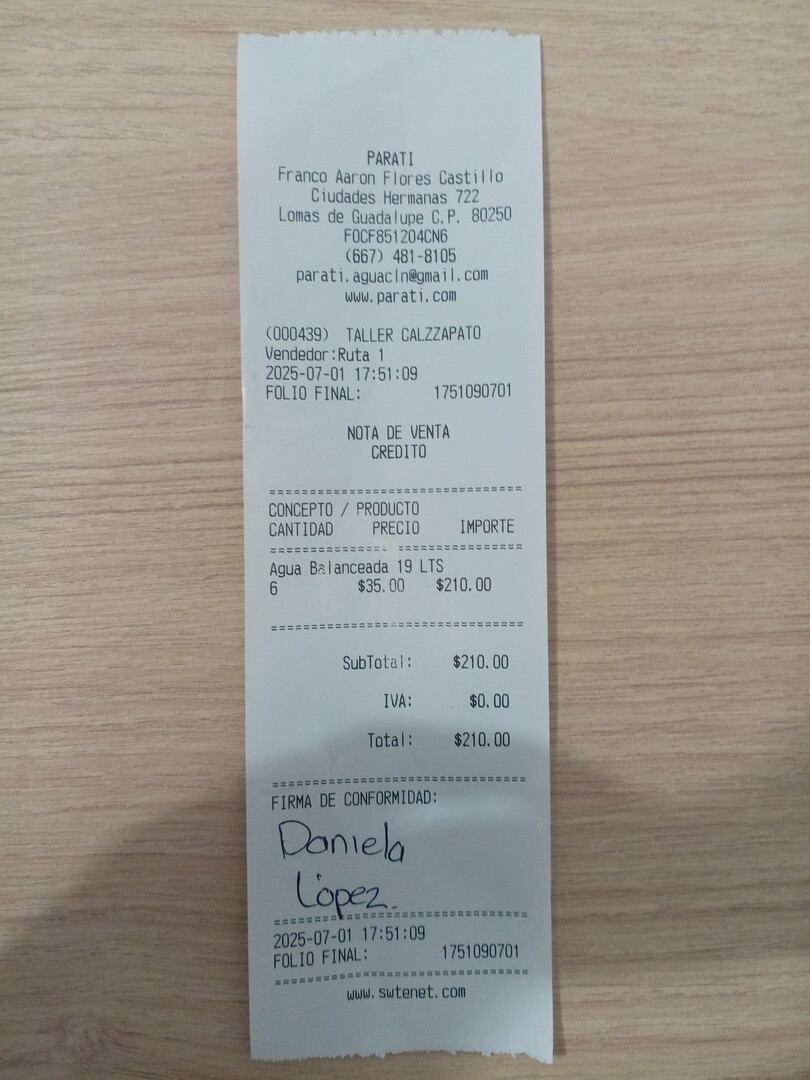 PARATI
Franco Aaron Flores Castillo
Ciudades Hermanas 722
Lomas de Guadalupe C.P. 80250
FOCF851204CN6
(667) 481-8105
parati.aguacln@gmail.com
www.parati.com
(000439) TALLER CALZZAPATO
Vendedor:Ruta 1
2025-07-01 17:51:09
FOLIO FINAL: 1751090701
NOTA DE VENTA
CREDITO
=============================
CONCEPTO / PRODUCTO
CANTIDAD PRECIO IMPORTE
=============================
Agua Balanceada 19 LTS
6 $35.00 $210.00
=============================
SubTotal: $210.00
IVA: $0.00
Total: $210.00
=============================
FIRMA DE CONFORMIDAD:
Daniela
López.
=============================
2025-07-01 17:51:09
FOLIO FINAL: 1751090701
=============================
www.swtenet.com